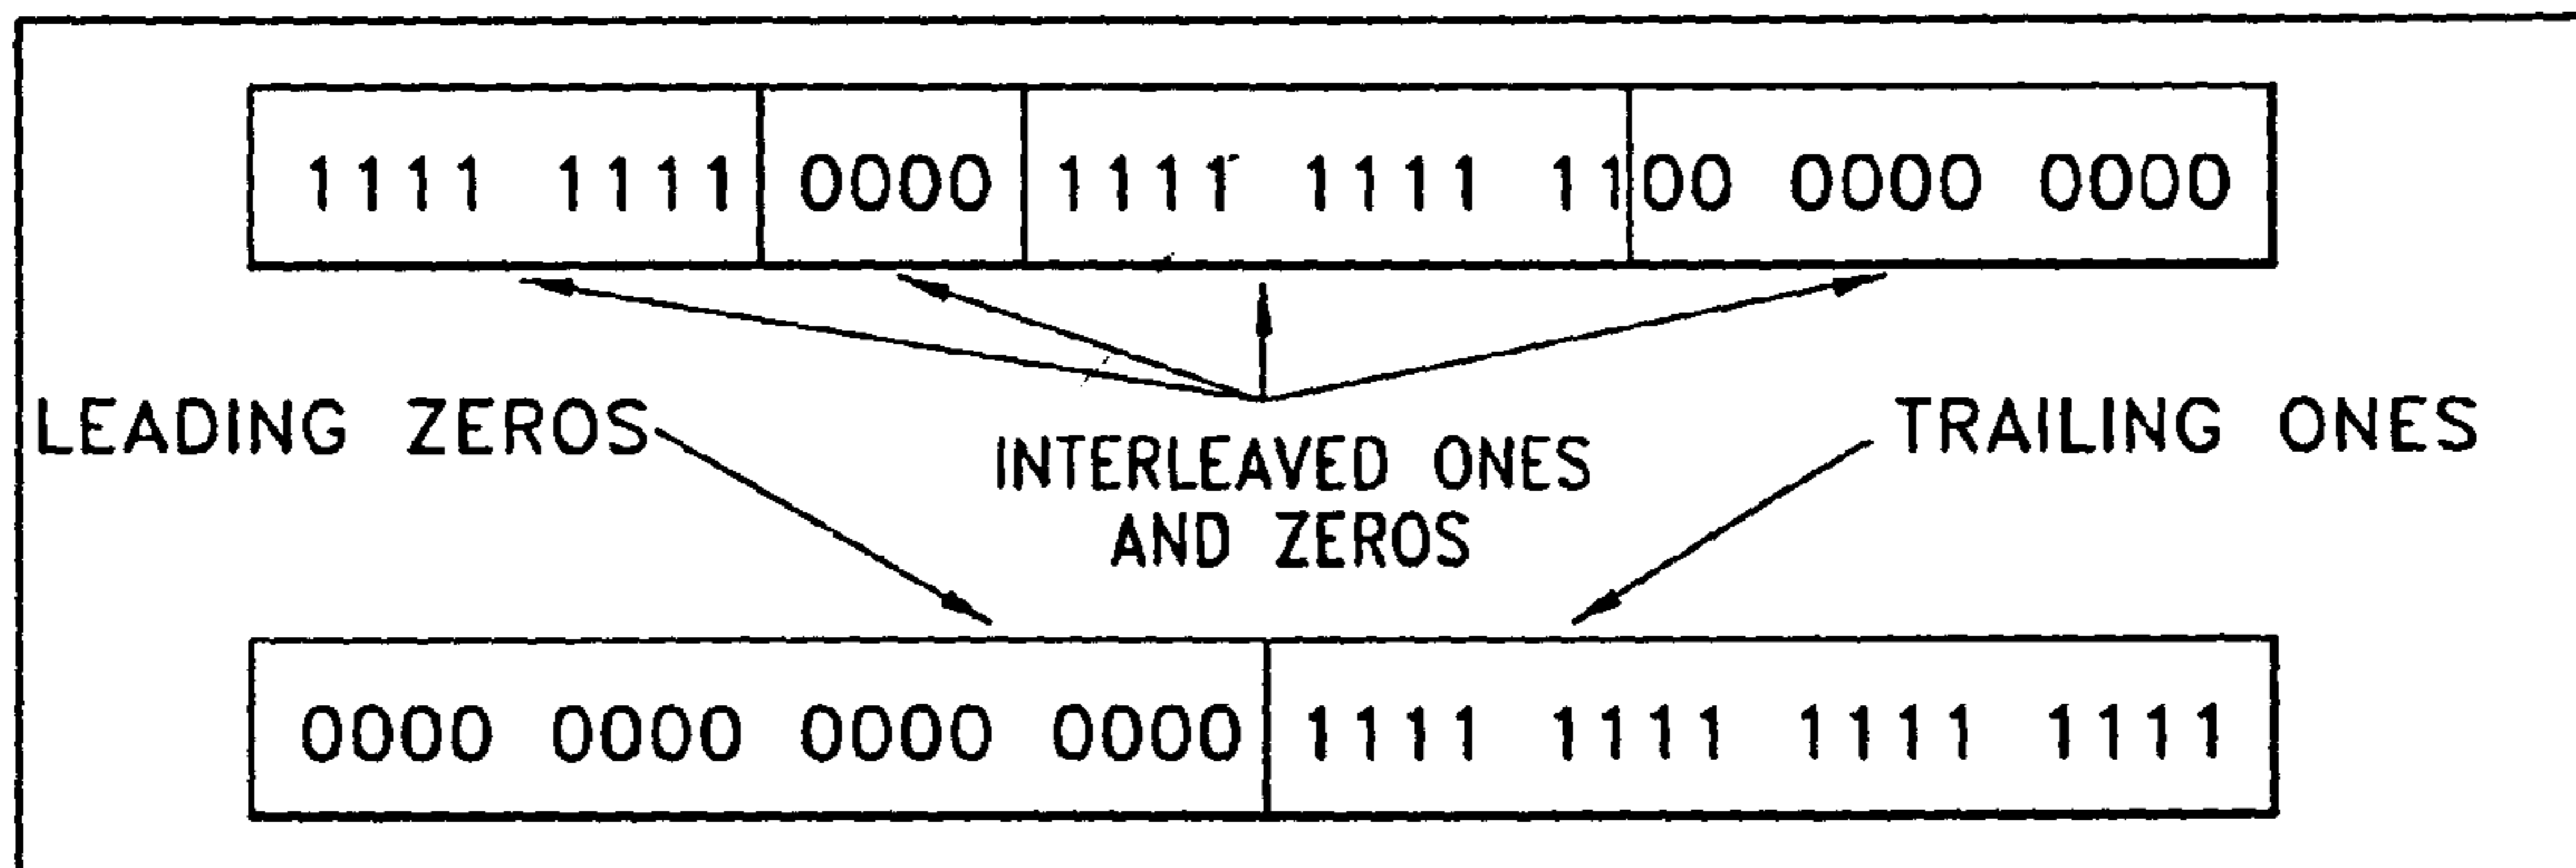 1111 1111 0000 1111 1111 1100 0000 0000
LEADING ZEROS
INTERLEAVED ONES
AND ZEROS
TRAILING ONES
0000 0000 0000 0000 1111 1111 1111 1111